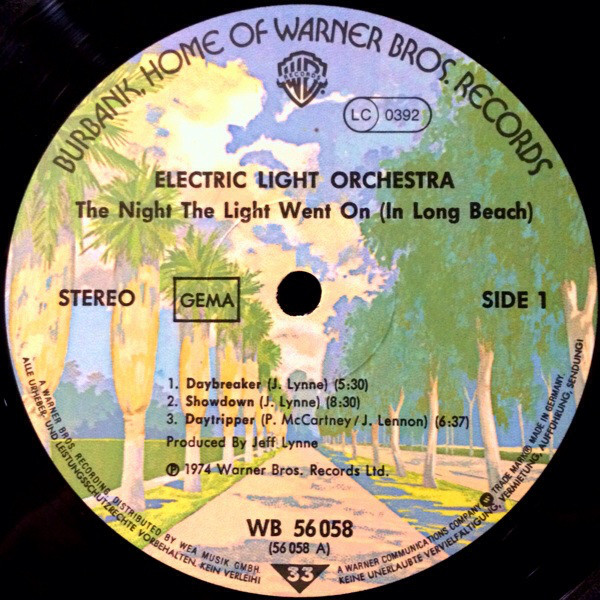 BURBANK, HOME OF WARNER BROS. RECORDS
RECORDS
LC 0392
ELECTRIC LIGHT ORCHESTRA
The Night The Light Went On (In Long Beach)
STEREO
GEMA
SIDE 1
1. Daybreaker (J. Lynne) (5:30)
2. Showdown (J. Lynne) (8:30)
3. Daytripper (P. McCartney/J. Lennon) (6:37)
Produced By Jeff Lynne
℗ 1974 Warner Bros. Records Ltd.
WB 56 058
(56 058 A)
33
A WARNER BROS. RECORDING DISTRIBUTED BY WEA MUSIK GMBH.
A WARNER COMMUNICATIONS COMPANY TRADE MARK® MADE IN GERMANY.
ALLE URHEBER- UND LEISTUNGSSCHUTZRECHTE VORBEHALTEN. KEIN VERLEIH!
KEINE UNERLAUBTE VERVIELFÄLTIGUNG, VERMIETUNG, AUFFÜHRUNG, SENDUNG!